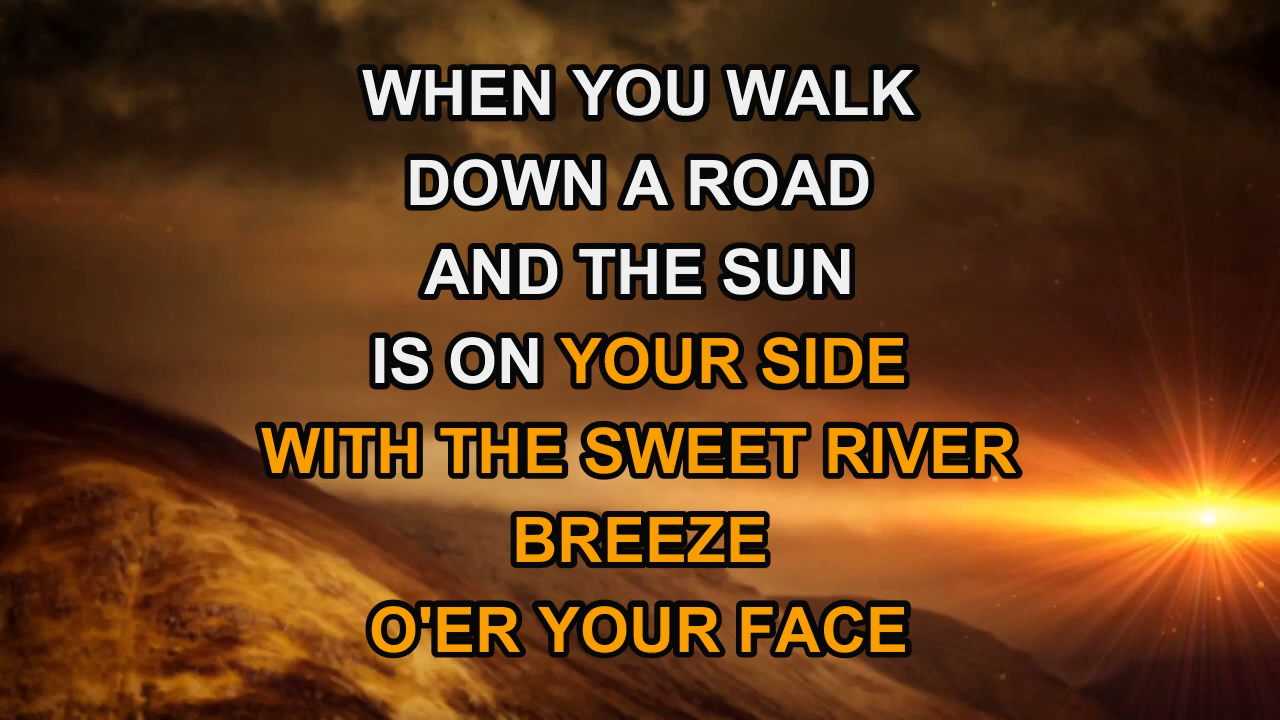 WHEN YOU WALK
DOWN A ROAD
AND THE SUN
IS ON YOUR SIDE
WITH THE SWEET RIVER
BREEZE
O'ER YOUR FACE